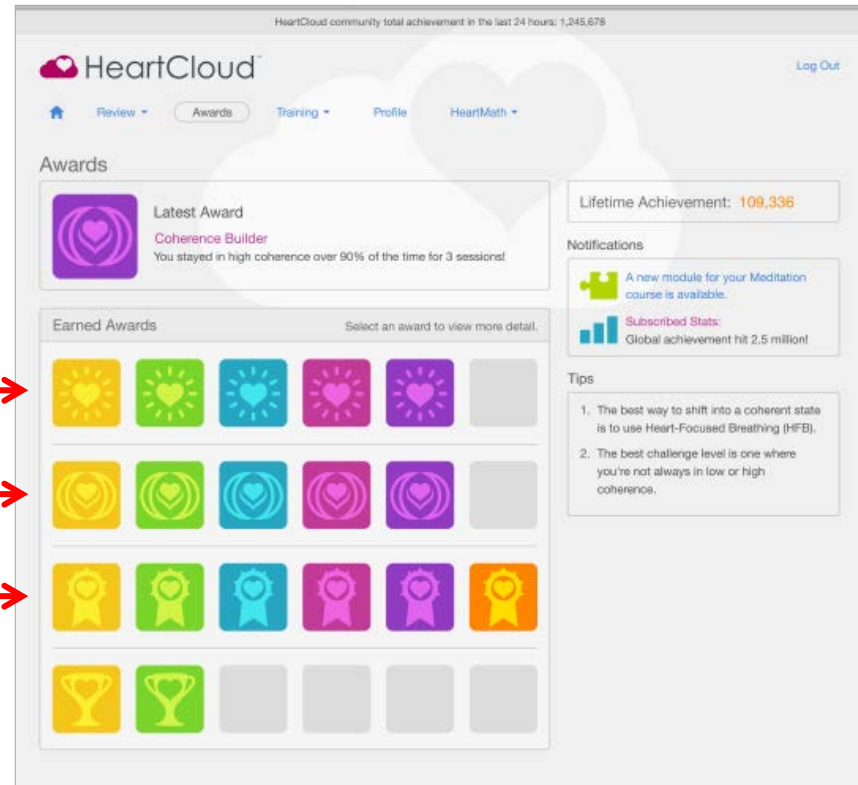 HeartCloud community total achievement in the last 24 hours: 1,245,678
HeartCloud™
Log Out
Review
Awards
Training
Profile
HeartMath
Awards
Latest Award
Coherence Builder
You stayed in high coherence over 90% of the time for 3 sessions!
Lifetime Achievement: 109,336
Notifications
A new module for your Meditation
course is available.
Subscribed Stats:
Global achievement hit 2.5 million!
Earned Awards
Select an award to view more detail.
Tips
1. The best way to shift into a coherent state
is to use Heart-Focused Breathing (HFB).
2. The best challenge level is one where
you're not always in low or high
coherence.